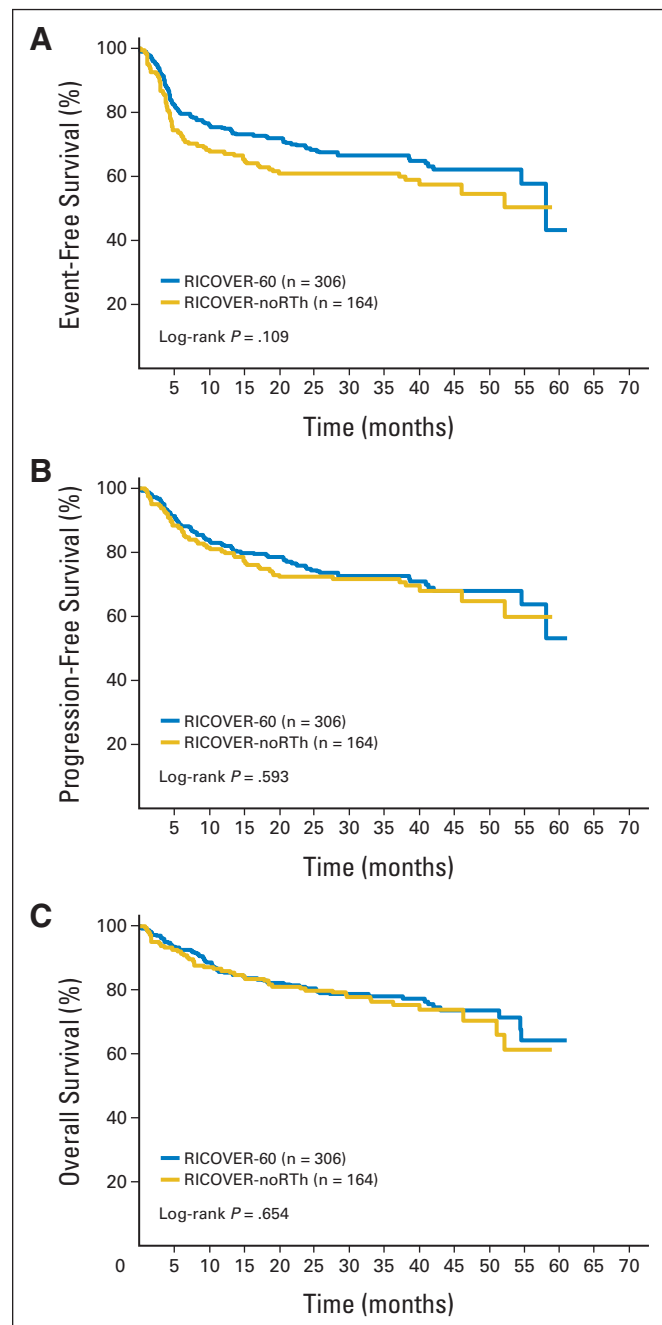 A
Event-Free Survival (%)
100
80
60
40
20
RICOVER-60 (n = 306)
RICOVER-noRTh (n = 164)
Log-rank P = .109
5 10 15 20 25 30 35 40 45 50 55 60 65 70
Time (months)
B
Progression-Free Survival (%)
100
80
60
40
20
RICOVER-60 (n = 306)
RICOVER-noRTh (n = 164)
Log-rank P = .593
5 10 15 20 25 30 35 40 45 50 55 60 65 70
Time (months)
C
Overall Survival (%)
100
80
60
40
20
RICOVER-60 (n = 306)
RICOVER-noRTh (n = 164)
Log-rank P = .654
0 5 10 15 20 25 30 35 40 45 50 55 60 65 70
Time (months)